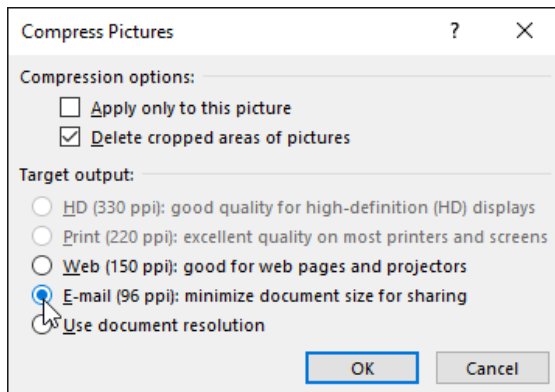 Compress Pictures
Compression options:
Apply only to this picture
Delete cropped areas of pictures
Target output:
HD (330 ppi): good quality for high-definition (HD) displays
Print (220 ppi): excellent quality on most printers and screens
Web (150 ppi): good for web pages and projectors
E-mail (96 ppi): minimize document size for sharing
Use document resolution
OK Cancel